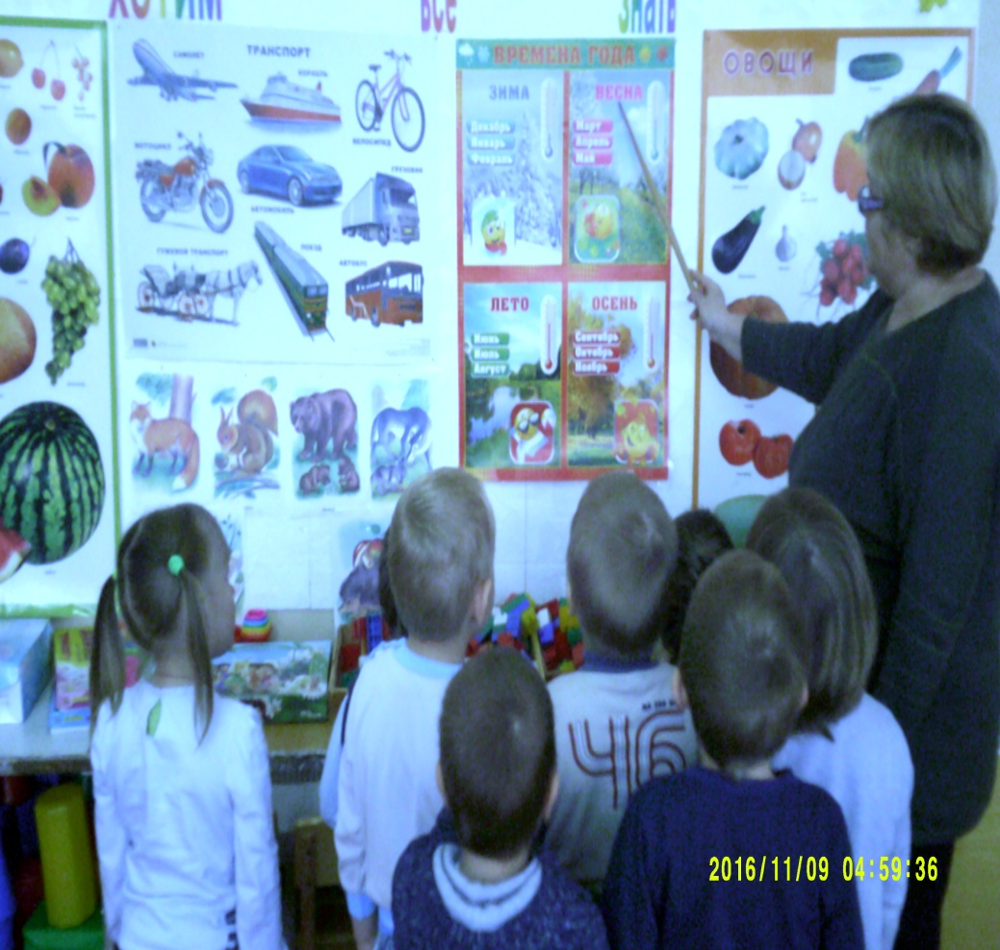 ХОТИМ ВСЕ знать
ТРАНСПОРТ
САМОЛЕТ
КОРАБЛЬ
ВЕЛОСИПЕД
МОТОЦИКЛ
АВТОМОБИЛЬ
ГРУЗОВИК
ГУЖЕВОЙ ТРАНСПОРТ
ПОЕЗД
АВТОБУС
ВРЕМЕНА ГОДА
ЗИМА
Декабрь
Январь
Февраль
ВЕСНА
Март
Апрель
Май
ЛЕТО
Июнь
Июль
Август
ОСЕНЬ
Сентябрь
Октябрь
Ноябрь
ОВОЩИ
46
2016/11/09 04:59:36